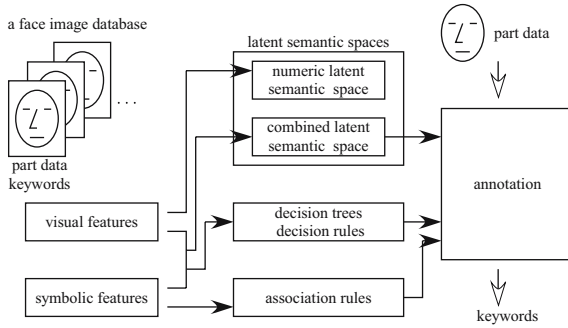 a face image database
. . .
part data
keywords
visual features
symbolic features
latent semantic spaces
numeric latent
semantic space
combined latent
semantic space
decision trees
decision rules
association rules
part data
annotation
keywords